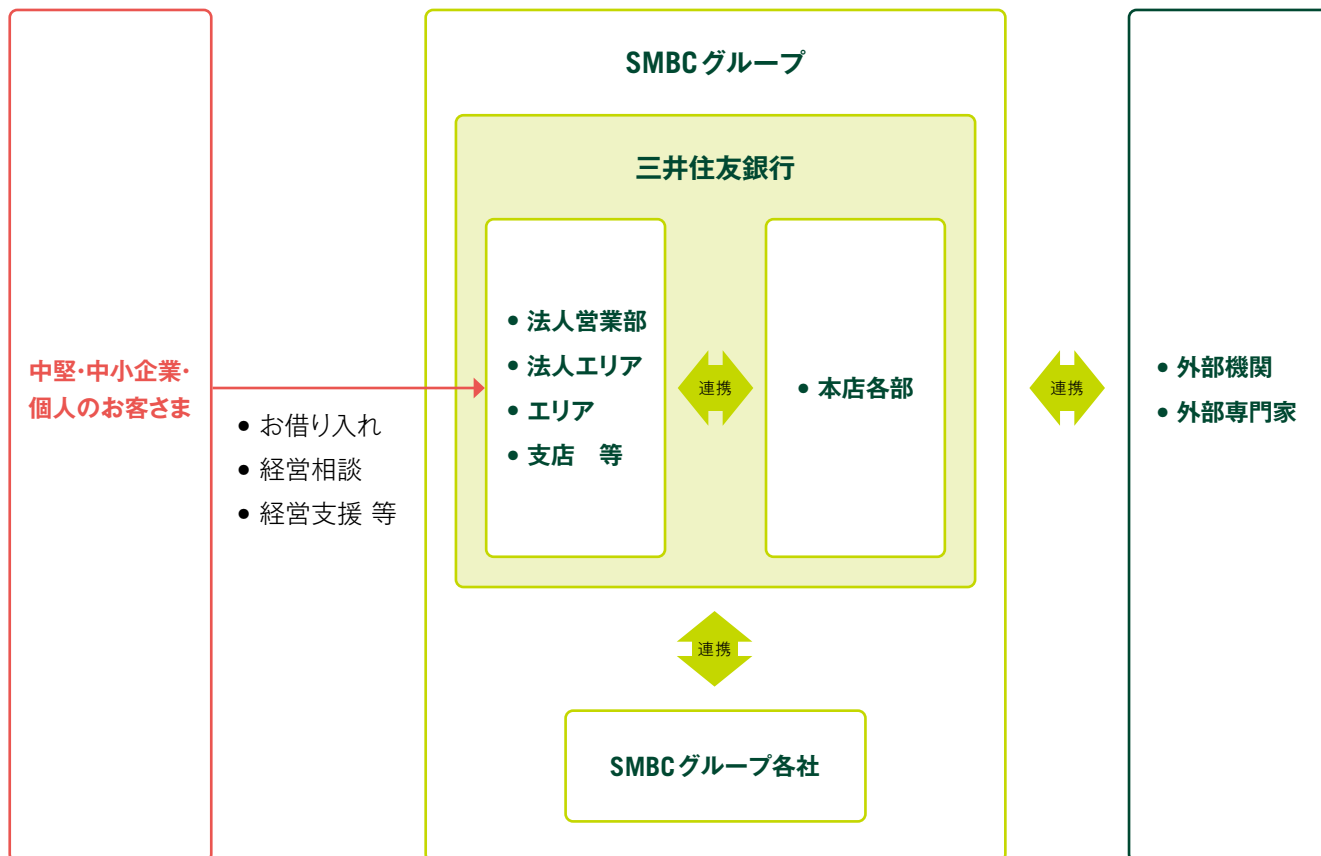 中堅・中小企業・
個人のお客さま
• お借り入れ
• 経営相談
• 経営支援 等
SMBCグループ
三井住友銀行
• 法人営業部
• 法人エリア
• エリア
• 支店　等
連携
• 本店各部
連携
SMBCグループ各社
連携
• 外部機関
• 外部専門家